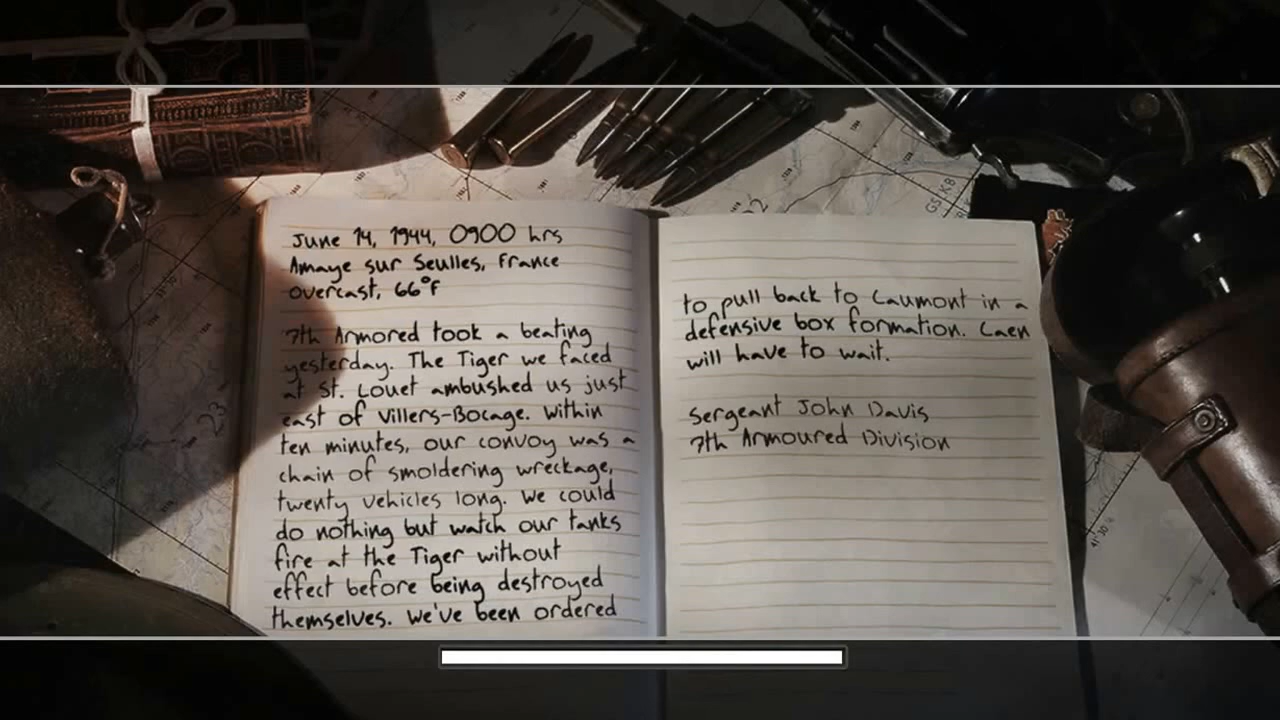 June 14, 1944, 0900 hrs
Amaye sur Seulles, France
Overcast, 66°F
7th Armored took a beating
yesterday. The Tiger we faced
at St. Louet ambushed us just
east of Villers-Bocage. Within
ten minutes, our convoy was a
chain of smoldering wreckage,
twenty vehicles long. We could
do nothing but watch our tanks
fire at the Tiger without
effect before being destroyed
themselves. We've been ordered
to pull back to Caumont in a
defensive box formation. Caen
will have to wait.
Sergeant John Davis
7th Armoured Division
GSKB
23